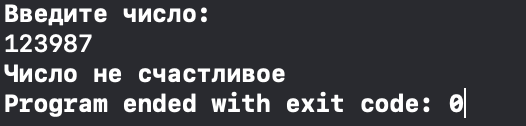 Введите число:
123987
Число не счастливое
Program ended with exit code: 0